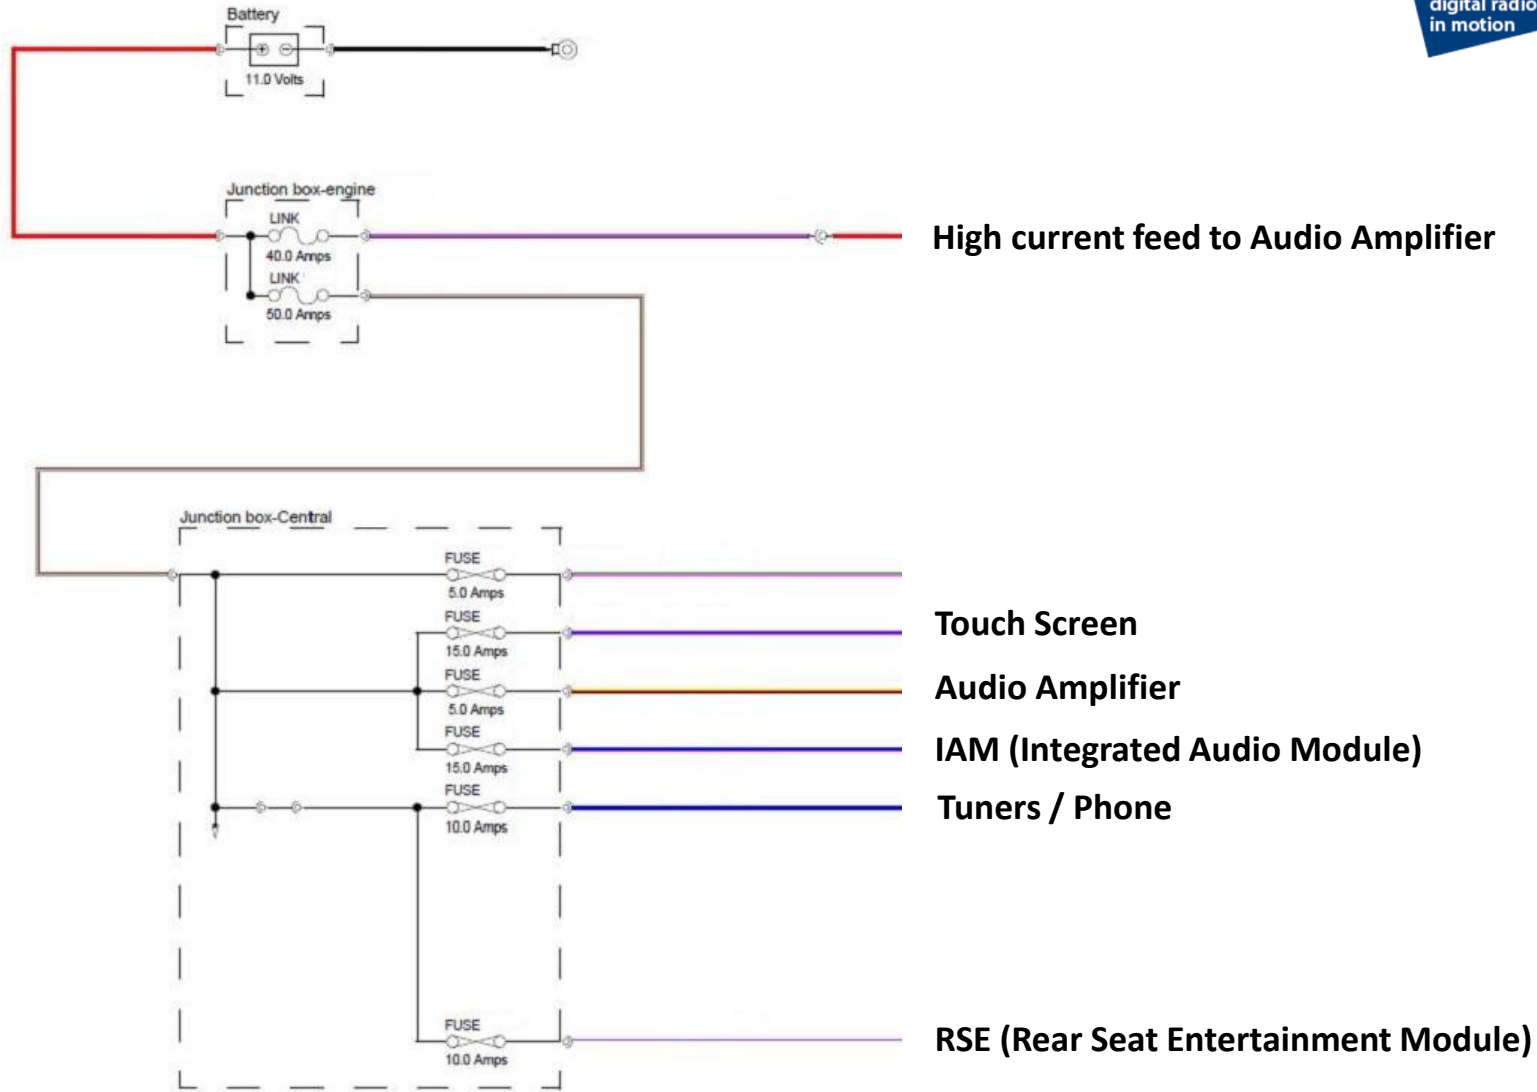 digital radio
in motion
Battery
11.0 Volts
Junction box-engine
LINK
40.0 Amps
LINK
50.0 Amps
High current feed to Audio Amplifier
Junction box-Central
FUSE
5.0 Amps
FUSE
15.0 Amps
Touch Screen
FUSE
5.0 Amps
Audio Amplifier
FUSE
15.0 Amps
IAM (Integrated Audio Module)
FUSE
10.0 Amps
Tuners / Phone
FUSE
10.0 Amps
RSE (Rear Seat Entertainment Module)